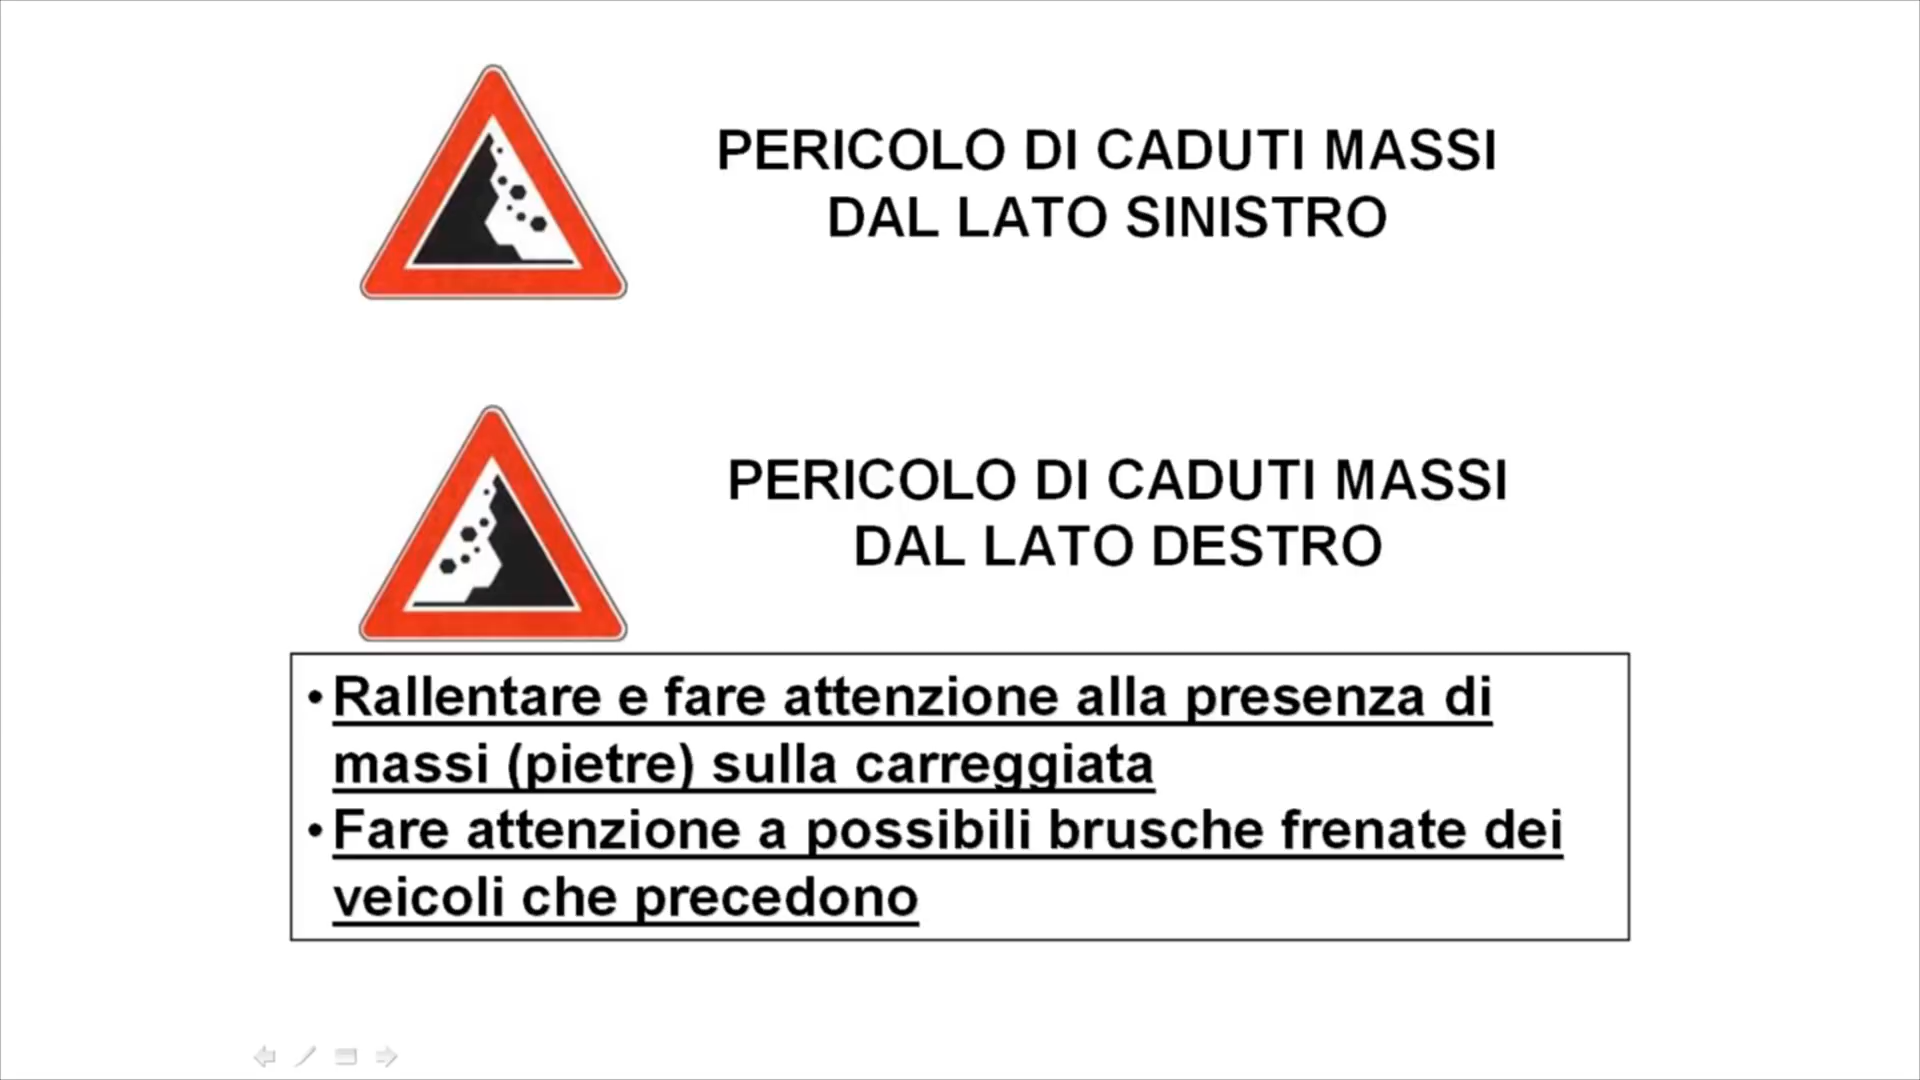 PERICOLO DI CADUTI MASSI
DAL LATO SINISTRO
PERICOLO DI CADUTI MASSI
DAL LATO DESTRO
• Rallentare e fare attenzione alla presenza di
massi (pietre) sulla carreggiata
• Fare attenzione a possibili brusche frenate dei
veicoli che precedono